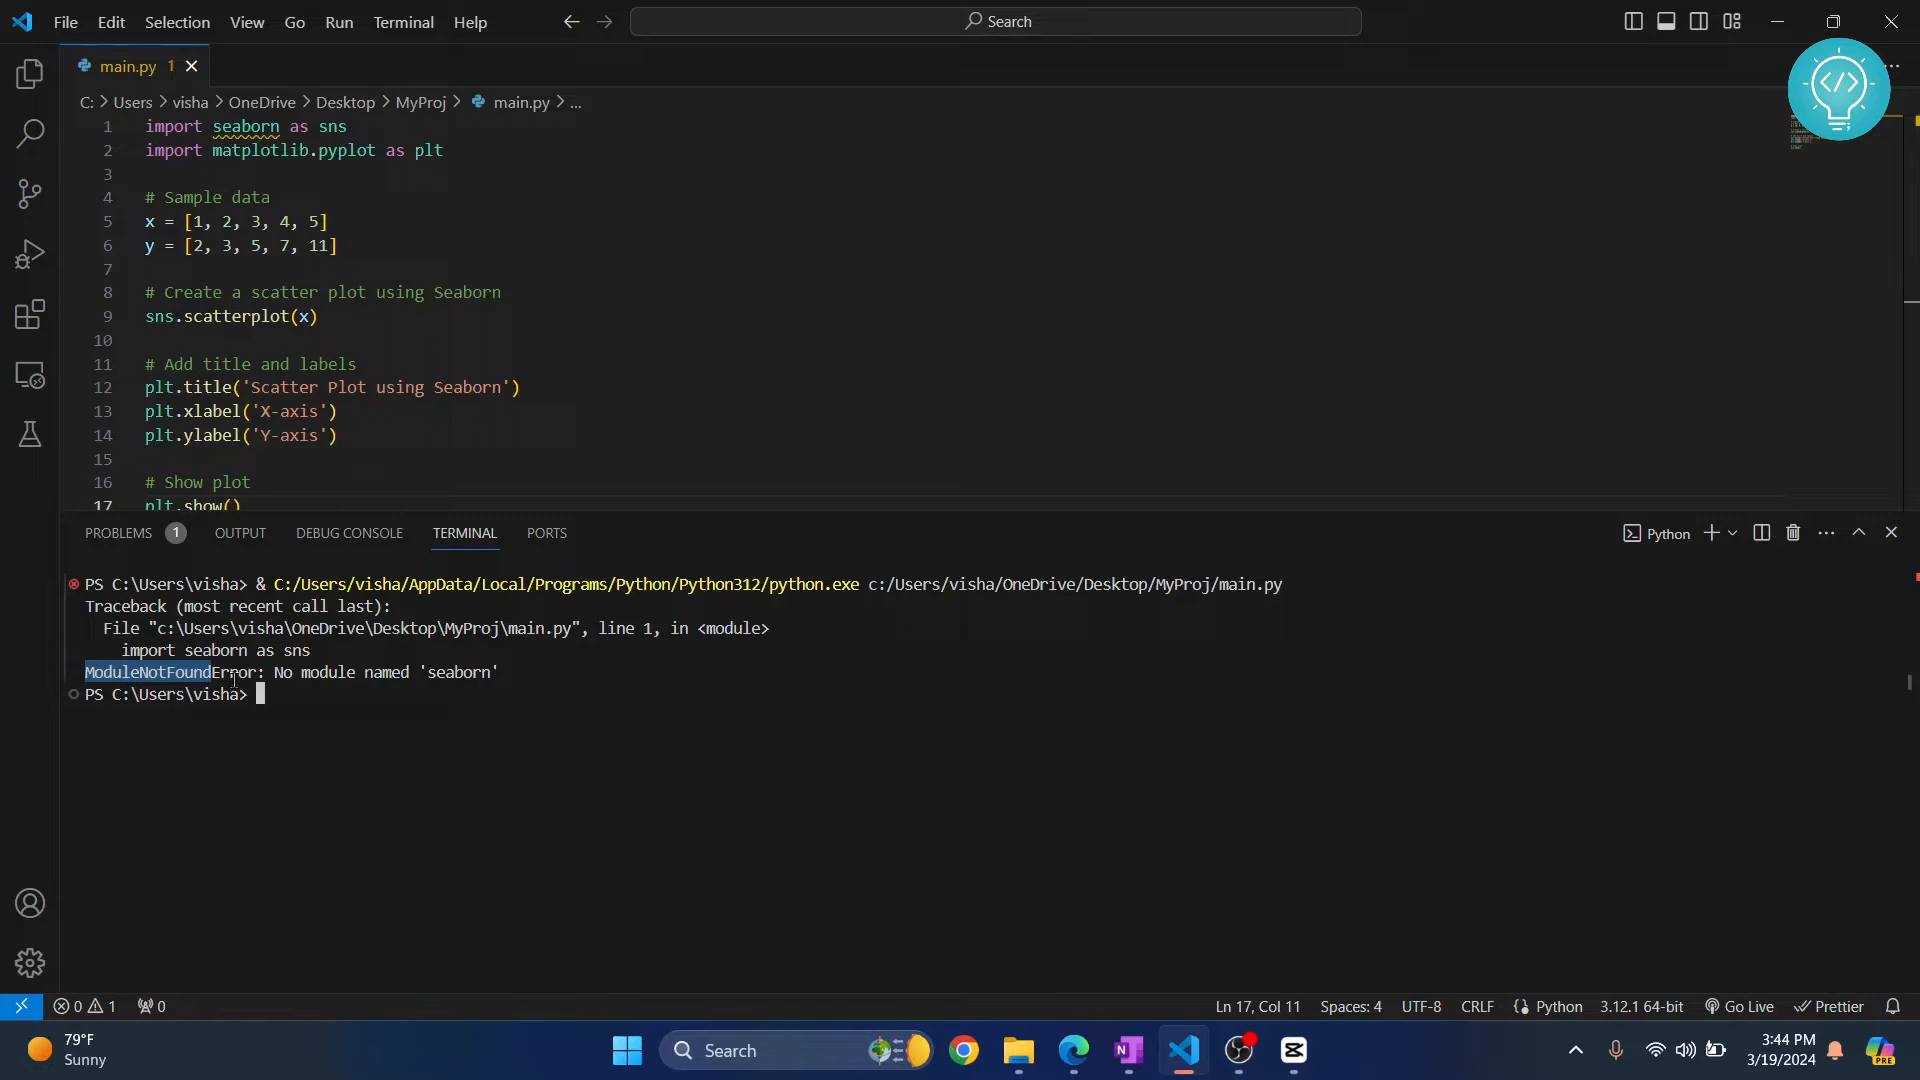 File Edit Selection View Go Run Terminal Help
Search
main.py 1
C: > Users > visha > OneDrive > Desktop > MyProj > main.py > ...
1 import seaborn as sns
2 import matplotlib.pyplot as plt
3
4 # Sample data
5 x = [1, 2, 3, 4, 5]
6 y = [2, 3, 5, 7, 11]
7
8 # Create a scatter plot using Seaborn
9 sns.scatterplot(x)
10
11 # Add title and labels
12 plt.title('Scatter Plot using Seaborn')
13 plt.xlabel('X-axis')
14 plt.ylabel('Y-axis')
15
16 # Show plot
17 plt.show()
PROBLEMS 1 OUTPUT DEBUG CONSOLE TERMINAL PORTS
Python
PS C:\Users\visha> & C:/Users/visha/AppData/Local/Programs/Python/Python312/python.exe c:/Users/visha/OneDrive/Desktop/MyProj/main.py
Traceback (most recent call last):
File "c:\Users\visha\OneDrive\Desktop\MyProj\main.py", line 1, in <module>
import seaborn as sns
ModuleNotFoundError: No module named 'seaborn'
PS C:\Users\visha>
0 1 0
Ln 17, Col 11 Spaces: 4 UTF-8 CRLF Python 3.12.1 64-bit Go Live Prettier
79°F
Sunny
Search
3:44 PM
3/19/2024
PRE